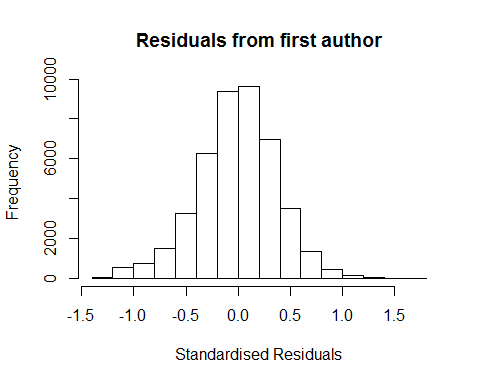 Residuals from first author
Frequency
10000
6000
2000
0
-1.5 -1.0 -0.5 0.0 0.5 1.0 1.5
Standardised Residuals